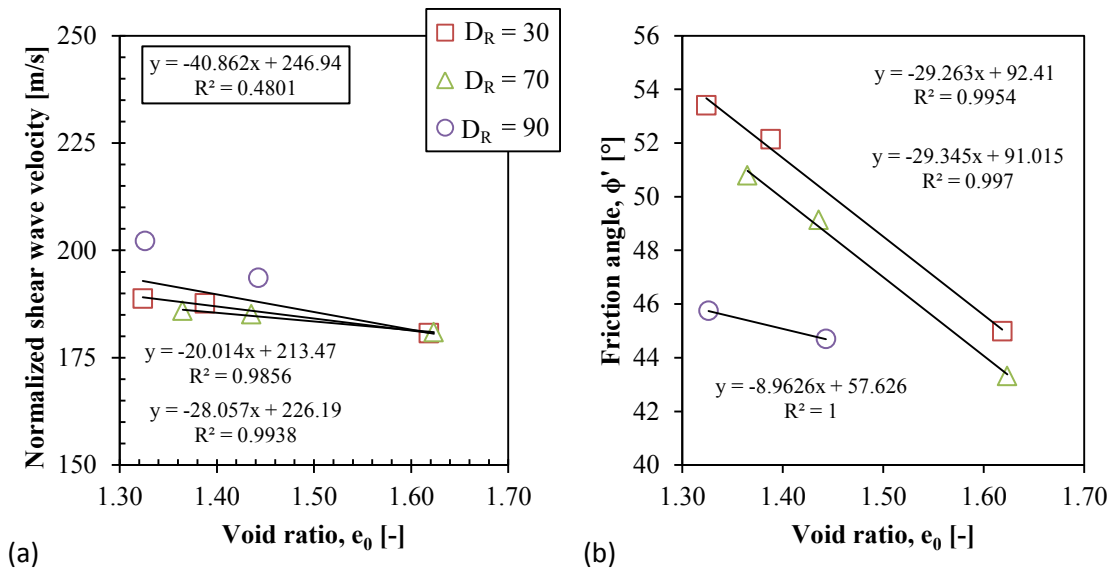 (a)
Normalized shear wave velocity [m/s]
250
225
200
175
150
y = -40.862x + 246.94
R² = 0.4801
y = -20.014x + 213.47
R² = 0.9856
y = -28.057x + 226.19
R² = 0.9938
1.30
1.40
1.50
1.60
1.70
Void ratio, e₀ [-]
D_R = 30
D_R = 70
D_R = 90
(b)
Friction angle, ϕ' [°]
56
54
52
50
48
46
44
42
40
y = -29.263x + 92.41
R² = 0.9954
y = -29.345x + 91.015
R² = 0.997
y = -8.9626x + 57.626
R² = 1
1.30
1.40
1.50
1.60
1.70
Void ratio, e₀ [-]